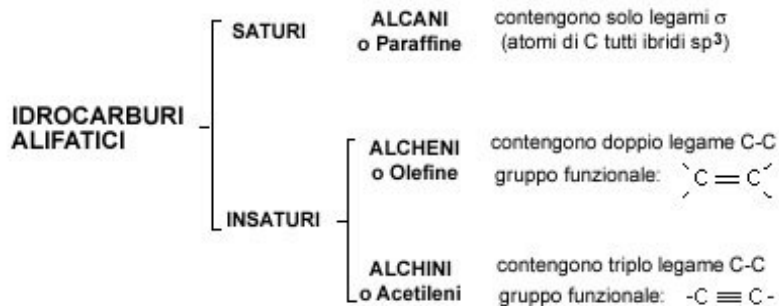 SATURI
ALCANI
o Paraffine
contengono solo legami σ
(atomi di C tutti ibridi sp³)
IDROCARBURI
ALIFATICI
INSATURI
ALCHENI
o Olefine
contengono doppio legame C-C
gruppo funzionale: C=C
ALCHINI
o Acetileni
contengono triplo legame C-C
gruppo funzionale: -C≡C-